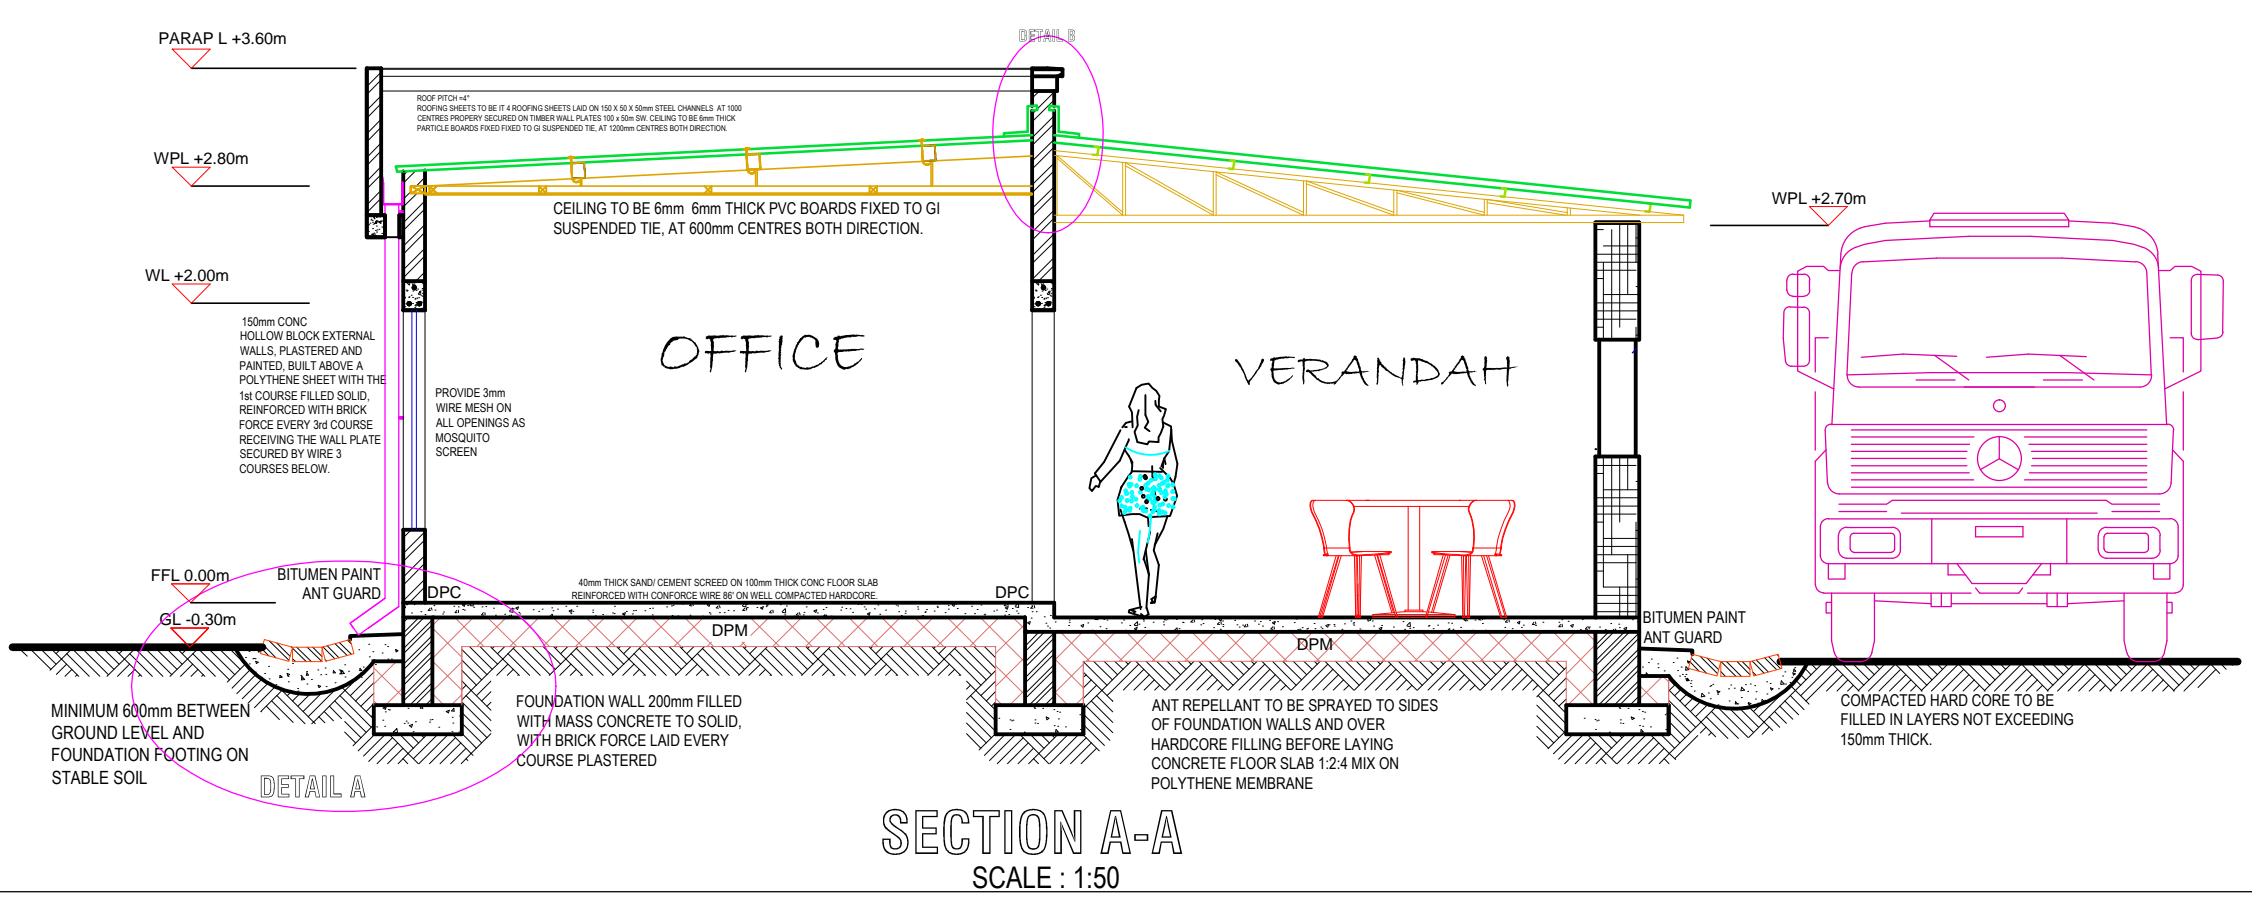 DETAIL B
PARAP L +3.60m
ROOF PITCH =4°
ROOFING SHEETS TO BE IT 4 ROOFING SHEETS LAID ON 150 X 50 X 50mm STEEL CHANNELS AT 1000
CENTRES PROPERY SECURED ON TIMBER WALL PLATES 100 x 50m SW. CEILING TO BE 6mm THICK
PARTICLE BOARDS FIXED FIXED TO GI SUSPENDED TIE, AT 1200mm CENTRES BOTH DIRECTION.
WPL +2.80m
WPL +2.70m
CEILING TO BE 6mm 6mm THICK PVC BOARDS FIXED TO GI
SUSPENDED TIE, AT 600mm CENTRES BOTH DIRECTION.
WL +2.00m
150mm CONC
HOLLOW BLOCK EXTERNAL
WALLS, PLASTERED AND
PAINTED, BUILT ABOVE A
POLYTHENE SHEET WITH THE
1st COURSE FILLED SOLID,
REINFORCED WITH BRICK
FORCE EVERY 3rd COURSE
RECEIVING THE WALL PLATE
SECURED BY WIRE 3
COURSES BELOW.
OFFICE
VERANDAH
PROVIDE 3mm
WIRE MESH ON
ALL OPENINGS AS
MOSQUITO
SCREEN
FFL 0.00m
BITUMEN PAINT
ANT GUARD
GL -0.30m
DPC
40mm THICK SAND/ CEMENT SCREED ON 100mm THICK CONC FLOOR SLAB
REINFORCED WITH CONFORCE WIRE 86' ON WELL COMPACTED HARDCORE.
DPC
DPM
DPM
BITUMEN PAINT
ANT GUARD
MINIMUM 600mm BETWEEN
GROUND LEVEL AND
FOUNDATION FOOTING ON
STABLE SOIL
DETAIL A
FOUNDATION WALL 200mm FILLED
WITH MASS CONCRETE TO SOLID,
WITH BRICK FORCE LAID EVERY
COURSE PLASTERED
ANT REPELLANT TO BE SPRAYED TO SIDES
OF FOUNDATION WALLS AND OVER
HARDCORE FILLING BEFORE LAYING
CONCRETE FLOOR SLAB 1:2:4 MIX ON
POLYTHENE MEMBRANE
COMPACTED HARD CORE TO BE
FILLED IN LAYERS NOT EXCEEDING
150mm THICK.
SECTION A-A
SCALE : 1:50